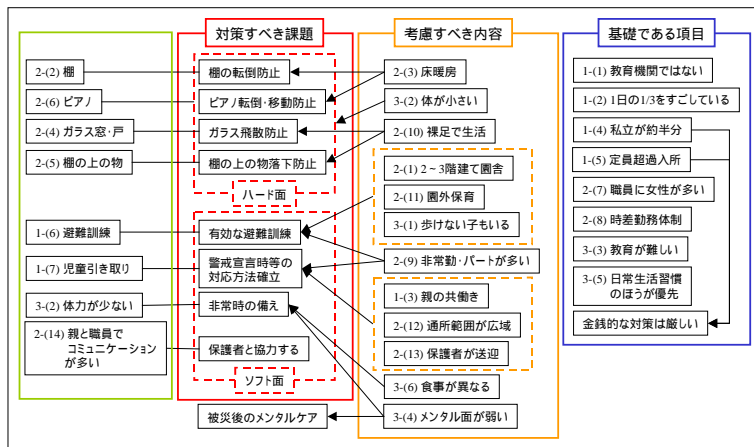 対策すべき課題
考慮すべき内容
基礎である項目
2-(2) 棚
2-(6) ピアノ
2-(4) ガラス窓・戸
2-(5) 棚の上の物
1-(6) 避難訓練
1-(7) 児童引き取り
3-(2) 体力が少ない
2-(14) 親と職員で
コミュニケーション
が多い
棚の転倒防止
ピアノ転倒・移動防止
ガラス飛散防止
棚の上の物落下防止
ハード面
有効な避難訓練
警戒宣言時等の
対応方法確立
非常時の備え
保護者と協力する
ソフト面
被災後のメンタルケア
2-(3) 床暖房
3-(2) 体が小さい
2-(10) 裸足で生活
2-(1) 2～3階建て園舎
2-(11) 園外保育
3-(1) 歩けない子もいる
2-(9) 非常勤・パートが多い
1-(3) 親の共働き
2-(12) 通所範囲が広域
2-(13) 保護者が送迎
3-(6) 食事が異なる
3-(4) メンタル面が弱い
1-(1) 教育機関ではない
1-(2) 1日の1/3をすごしている
1-(4) 私立が約半分
1-(5) 定員超過入所
2-(7) 職員に女性が多い
2-(8) 時差勤務体制
3-(3) 教育が難しい
3-(5) 日常生活習慣
のほうが優先
金銭的な対策は厳しい